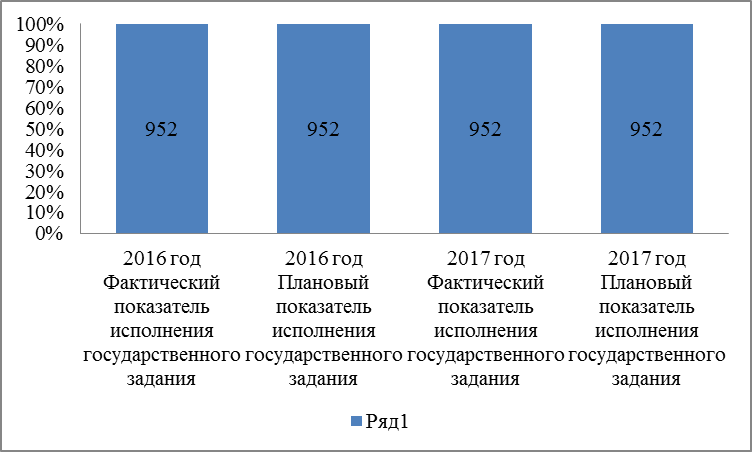 100%
90%
80%
70%
60%
50%
40%
30%
20%
10%
0%
952 952 952 952
2016 год 2016 год 2017 год 2017 год
Фактический Плановый Фактический Плановый
показатель показатель показатель показатель
исполнения исполнения исполнения исполнения
государственного государственного государственного государственного
задания задания задания задания
Ряд1